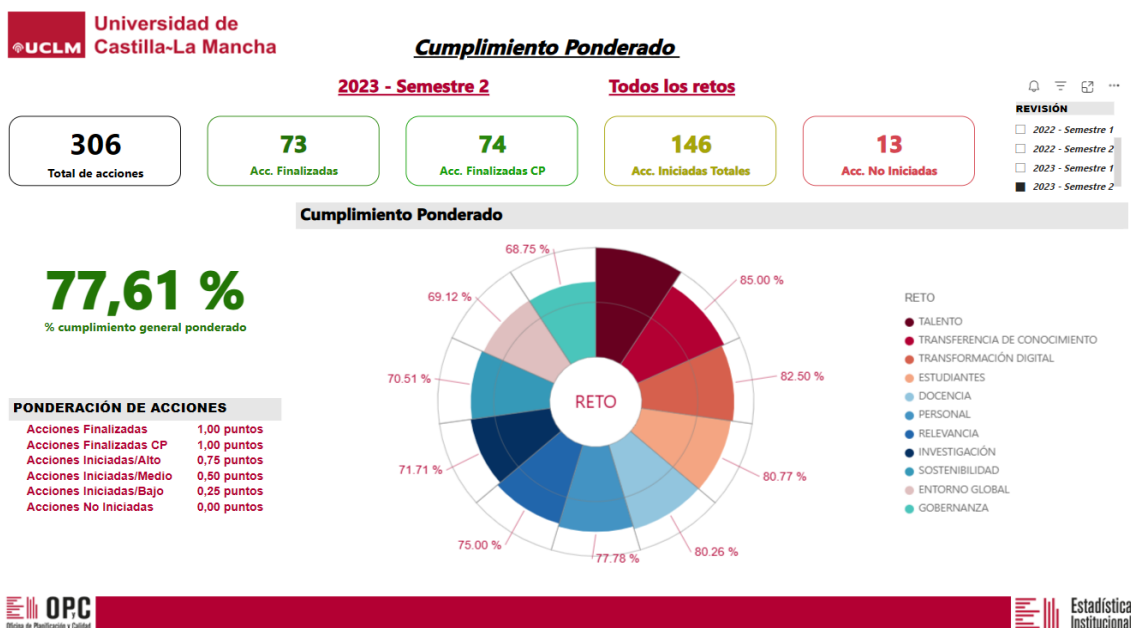 Universidad de
Castilla~La Mancha
UCLM
Cumplimiento Ponderado
2023 - Semestre 2
Todos los retos
306
Total de acciones
73
Acc. Finalizadas
74
Acc. Finalizadas CP
146
Acc. Iniciadas Totales
13
Acc. No Iniciadas
REVISIÓN
2022 - Semestre 1
2022 - Semestre 2
2023 - Semestre 1
2023 - Semestre 2
Cumplimiento Ponderado
77,61 %
% cumplimiento general ponderado
PONDERACIÓN DE ACCIONES
Acciones Finalizadas 1,00 puntos
Acciones Finalizadas CP 1,00 puntos
Acciones Iniciadas/Alto 0,75 puntos
Acciones Iniciadas/Medio 0,50 puntos
Acciones Iniciadas/Bajo 0,25 puntos
Acciones No Iniciadas 0,00 puntos
68.75 %
85.00 %
69.12 %
82.50 %
70.51 %
RETO
80.77 %
71.71 %
80.26 %
75.00 %
77.78 %
RETO
TALENTO
TRANSFERENCIA DE CONOCIMIENTO
TRANSFORMACIÓN DIGITAL
ESTUDIANTES
DOCENCIA
PERSONAL
RELEVANCIA
INVESTIGACIÓN
SOSTENIBILIDAD
ENTORNO GLOBAL
GOBERNANZA
OPyC
Oficina de Planificación y Calidad
Estadística
Institucional